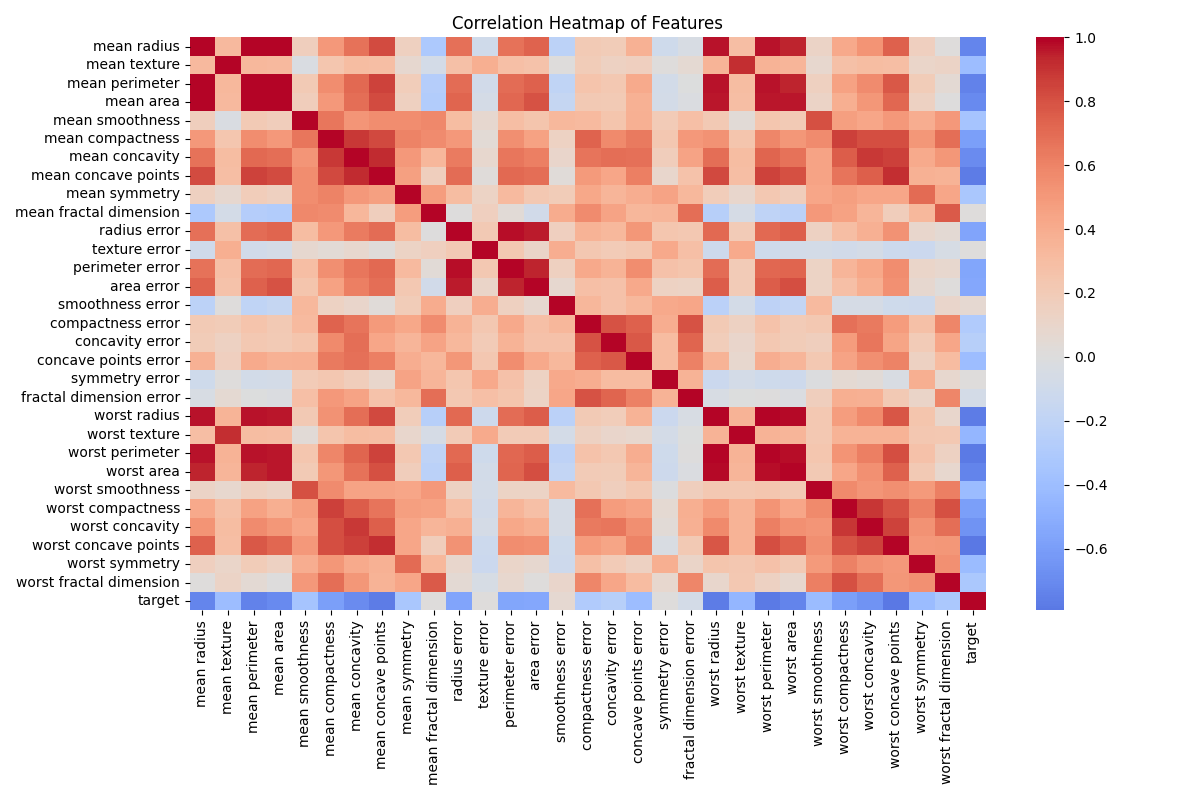 Correlation Heatmap of Features
mean radius
mean texture
mean perimeter
mean area
mean smoothness
mean compactness
mean concavity
mean concave points
mean symmetry
mean fractal dimension
radius error
texture error
perimeter error
area error
smoothness error
compactness error
concavity error
concave points error
symmetry error
fractal dimension error
worst radius
worst texture
worst perimeter
worst area
worst smoothness
worst compactness
worst concavity
worst concave points
worst symmetry
worst fractal dimension
target
mean radius
mean texture
mean perimeter
mean area
mean smoothness
mean compactness
mean concavity
mean concave points
mean symmetry
mean fractal dimension
radius error
texture error
perimeter error
area error
smoothness error
compactness error
concavity error
concave points error
symmetry error
fractal dimension error
worst radius
worst texture
worst perimeter
worst area
worst smoothness
worst compactness
worst concavity
worst concave points
worst symmetry
worst fractal dimension
target
1.0
0.8
0.6
0.4
0.2
0.0
−0.2
−0.4
−0.6